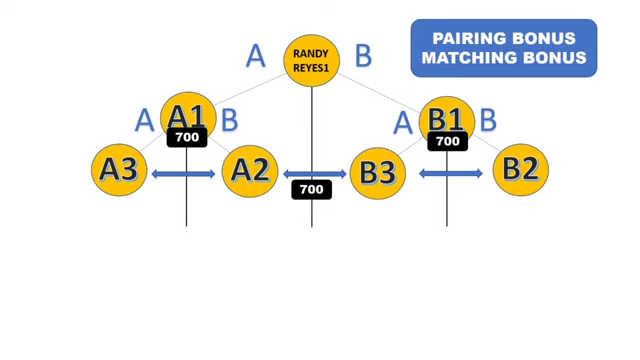 PAIRING BONUS
MATCHING BONUS
A
RANDY
REYES1
B
A
A1
B
A
B1
B
700
700
A3
A2
B3
B2
700